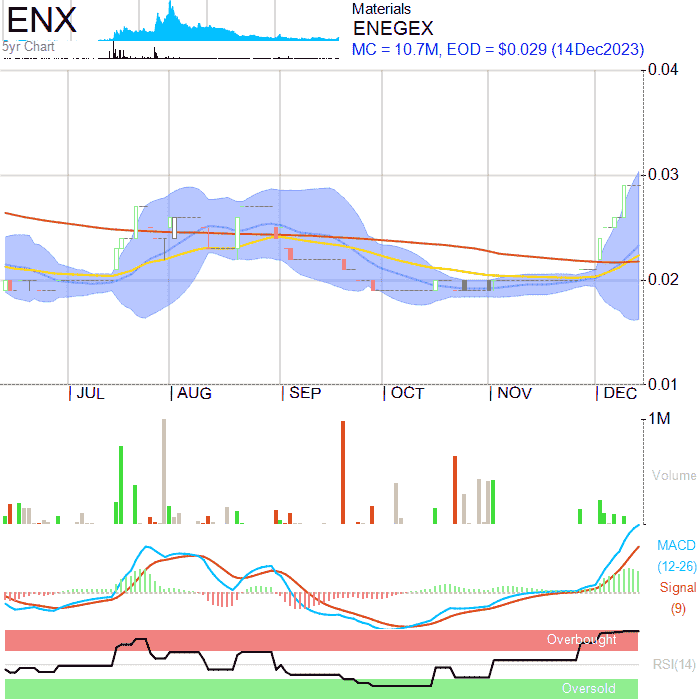 ENX
5yr Chart
Materials
ENEGEX
MC = 10.7M, EOD = $0.029 (14Dec2023)
0.04
0.03
0.02
0.01
JUL AUG SEP OCT NOV DEC
1M
Volume
MACD
(12-26)
Signal
(9)
Overbought
RSI(14)
Oversold